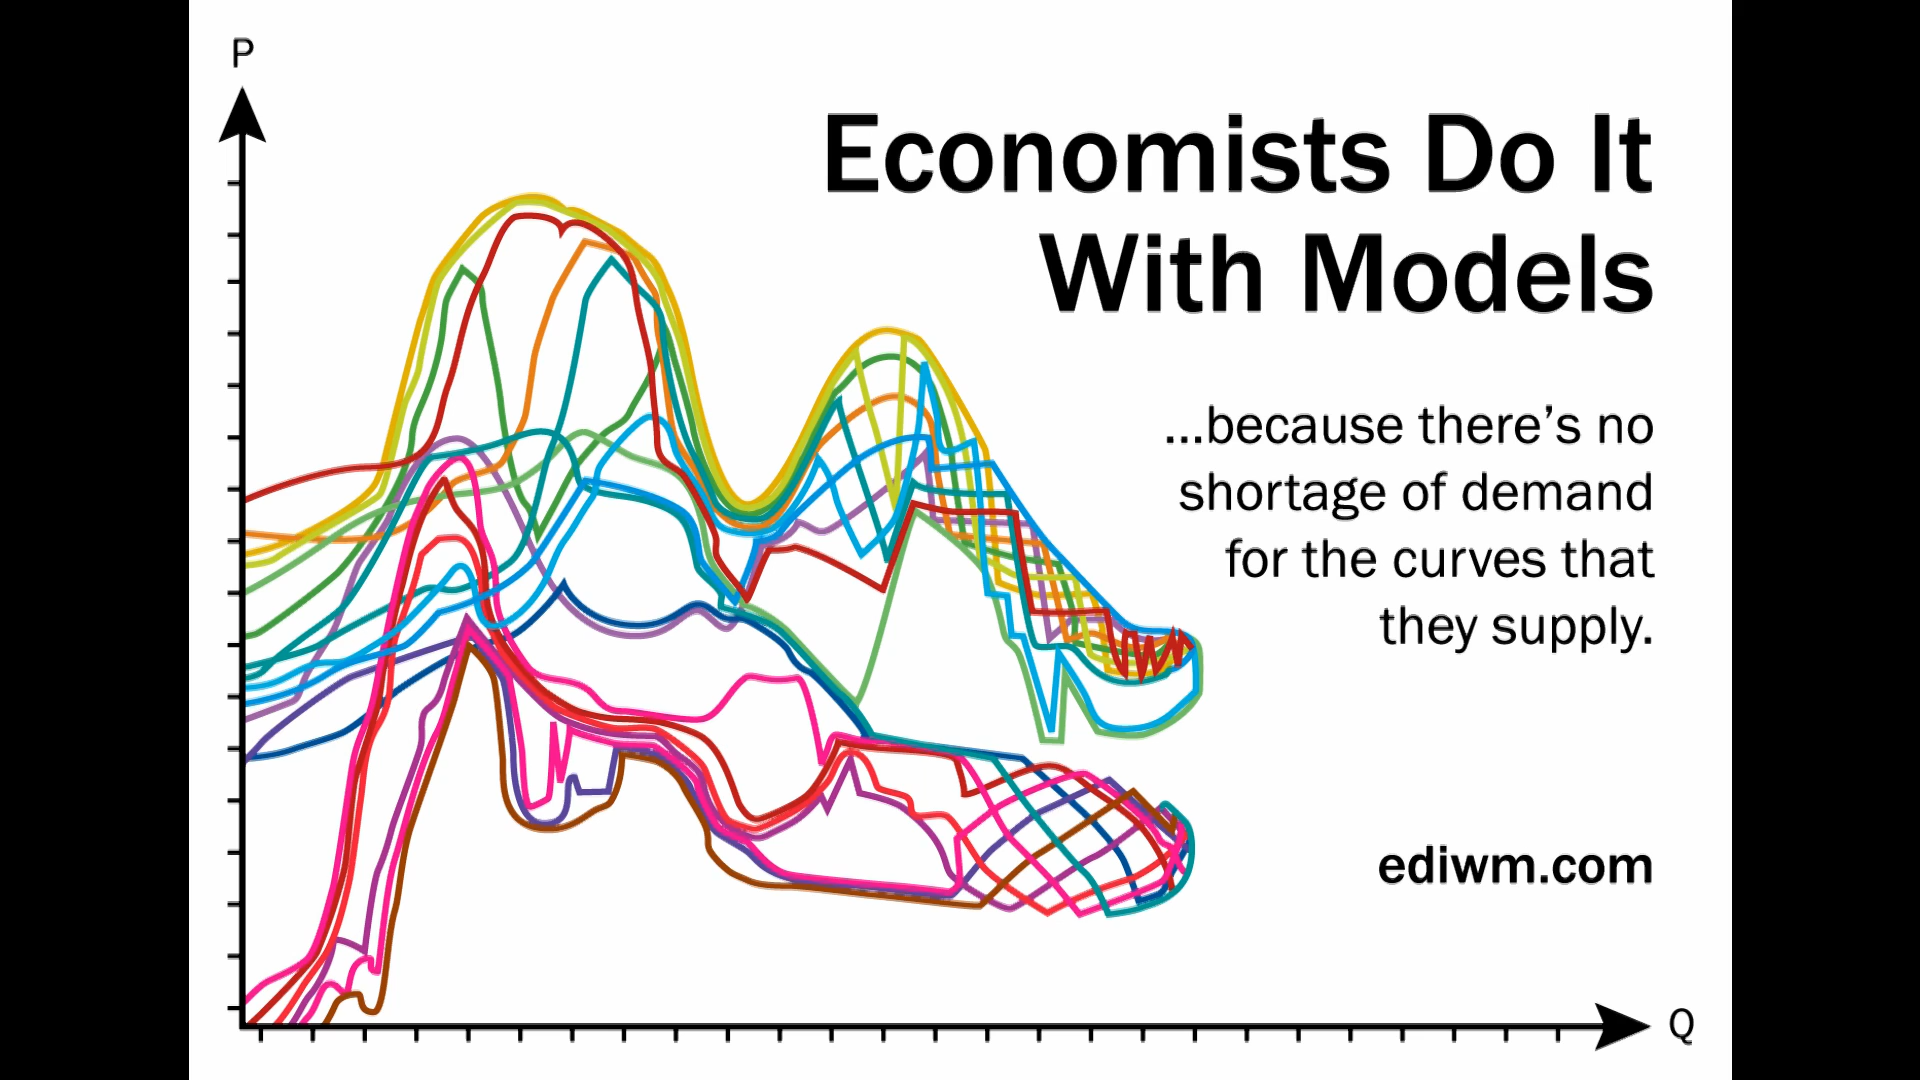 P
Economists Do It
With Models
...because there’s no
shortage of demand
for the curves that
they supply.
ediwm.com
Q